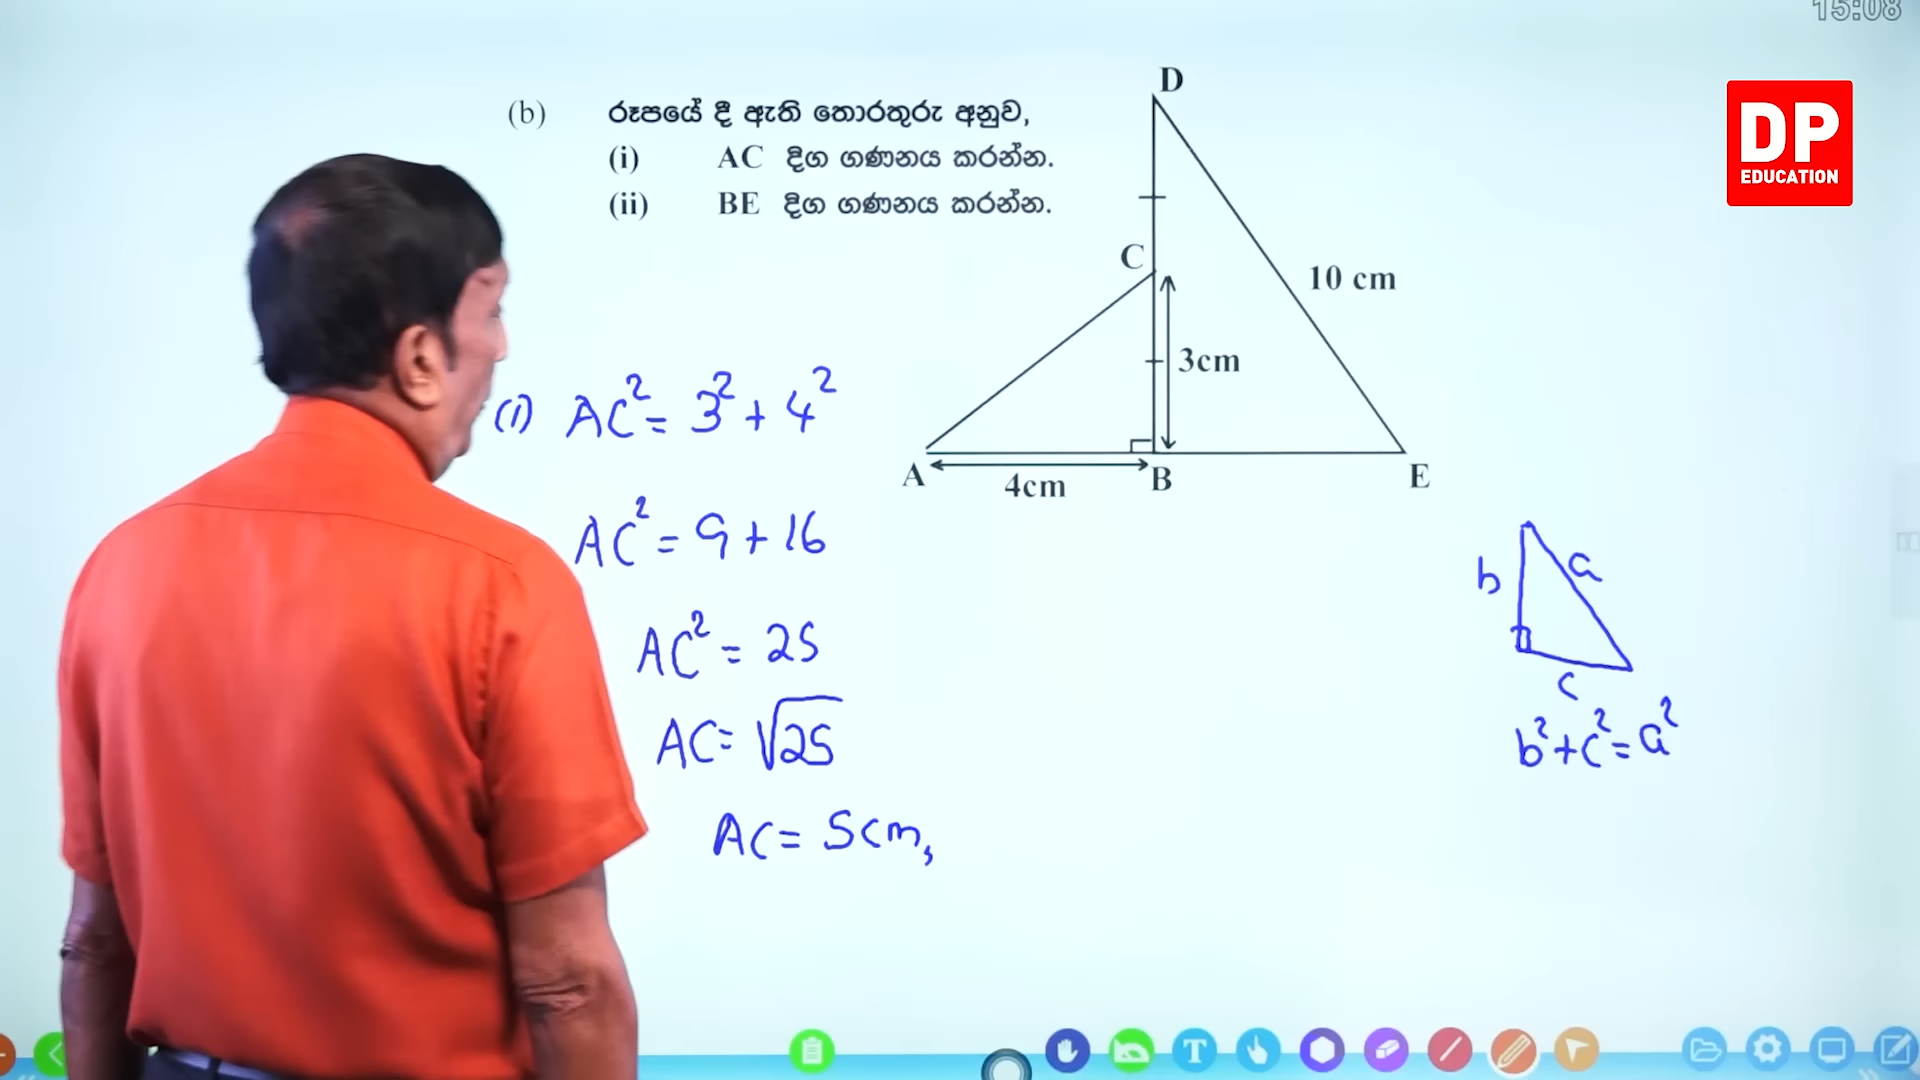 15:08
DP
EDUCATION
(b) රූපයේ දී ඇති තොරතුරු අනුව,
(i) AC දිග ගණනය කරන්න.
(ii) BE දිග ගණනය කරන්න.
D
C
10 cm
3cm
A
4cm
B
E
(1) AC² = 3² + 4²
AC² = 9 + 16
AC² = 25
AC = √25
AC = 5cm,
b
a
c
b² + c² = a²
T